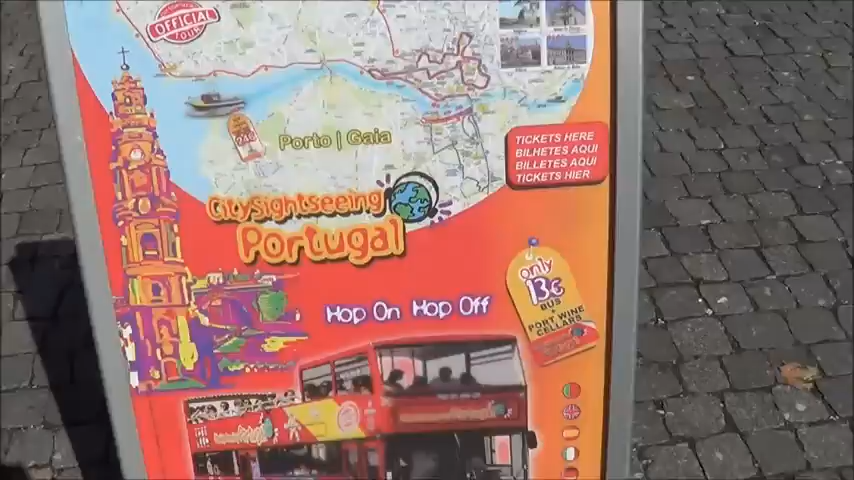 OFFICIAL
TOUR
Porto | Gaia
TICKETS HERE
BILHETES AQUI
BILLETES AQUI
TICKETS HIER
Citysightseeing
Portugal
Hop On Hop Off
only
13€
BUS
+
PORT WINE
CELLARS